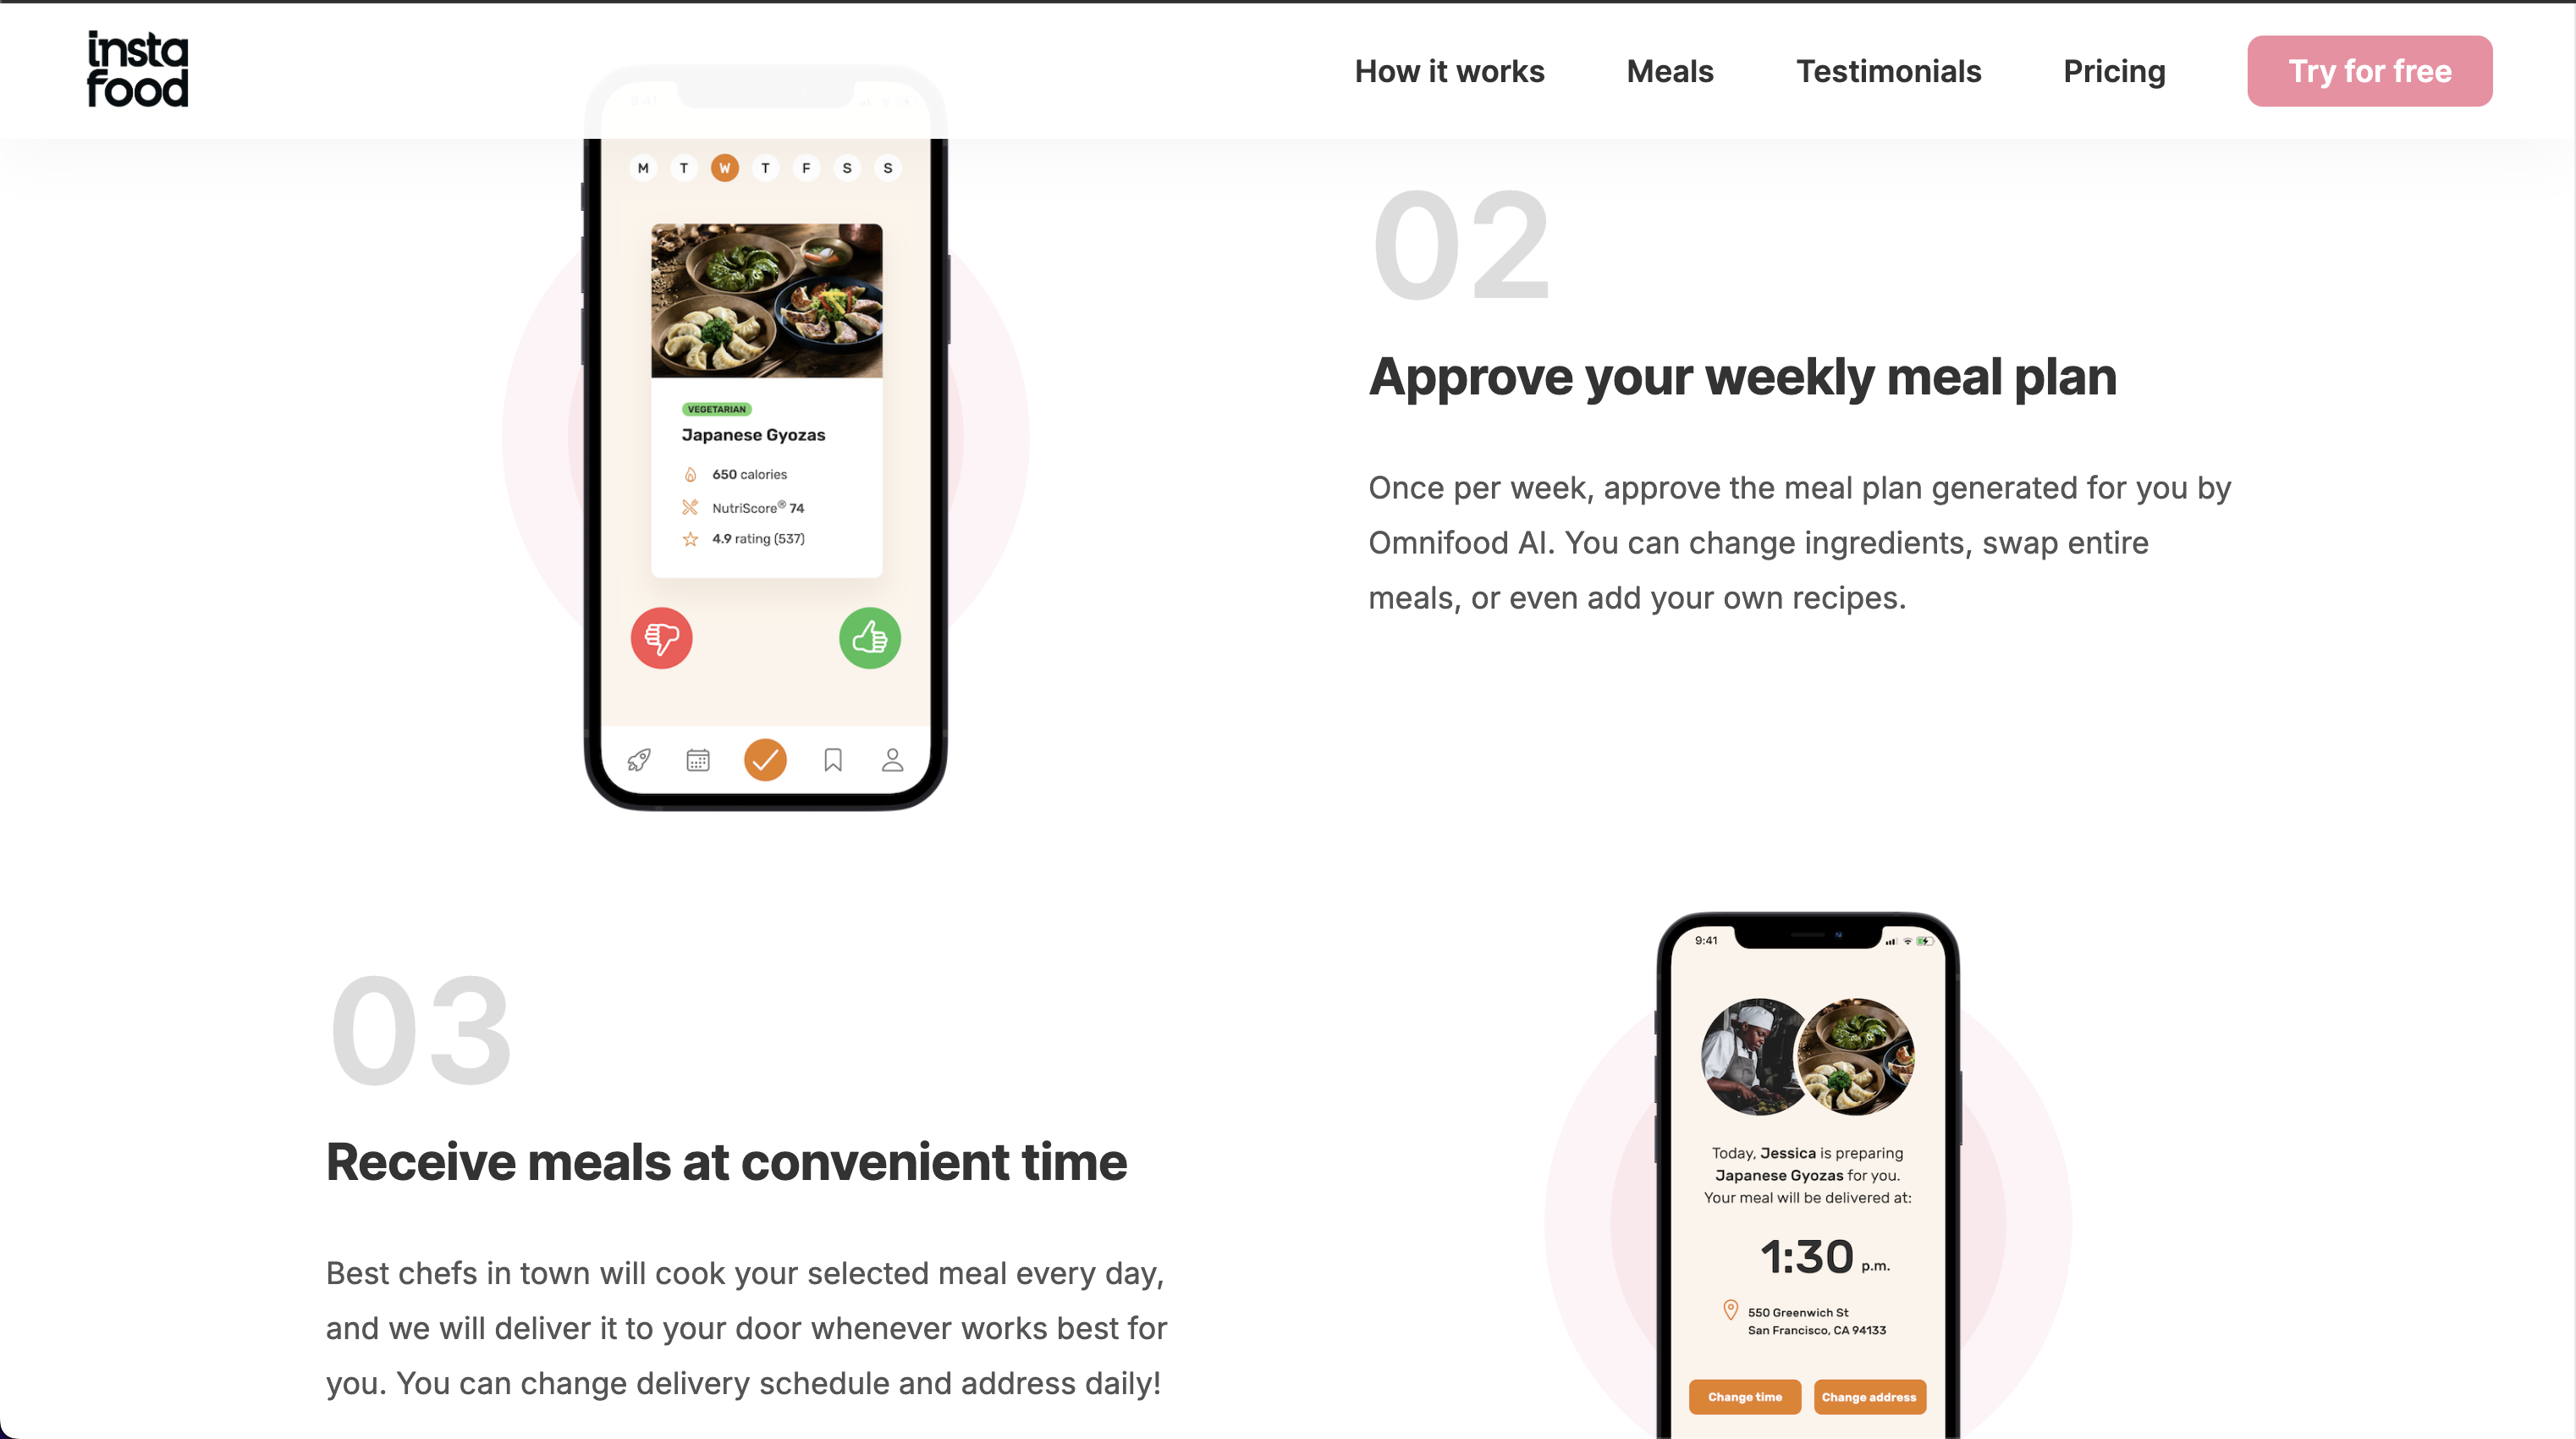 insta
food
How it works
Meals
Testimonials
Pricing
Try for free
9:41
M T W T F S S
VEGETARIAN
Japanese Gyozas
650 calories
NutriScore® 74
4.9 rating (537)
02
Approve your weekly meal plan
Once per week, approve the meal plan generated for you by
Omnifood AI. You can change ingredients, swap entire
meals, or even add your own recipes.
03
Receive meals at convenient time
Best chefs in town will cook your selected meal every day,
and we will deliver it to your door whenever works best for
you. You can change delivery schedule and address daily!
9:41
Today, Jessica is preparing
Japanese Gyozas for you.
Your meal will be delivered at:
1:30 p.m.
550 Greenwich St
San Francisco, CA 94133
Change time
Change address